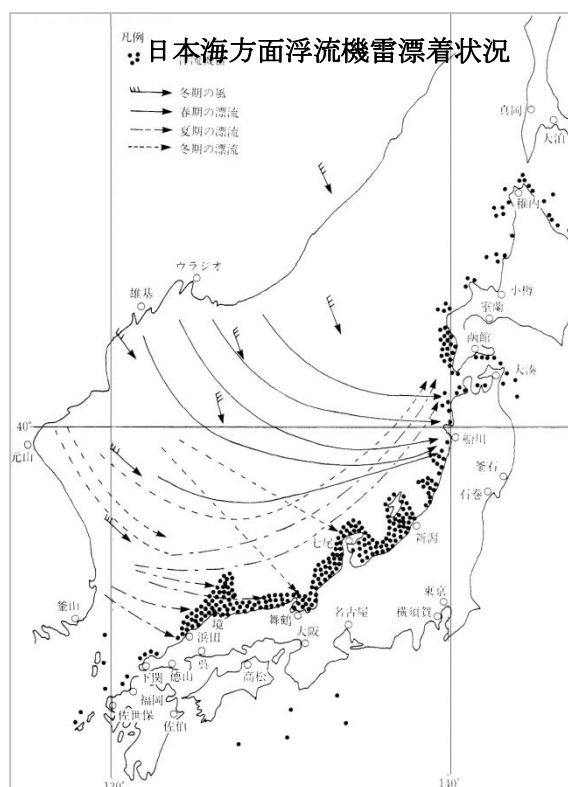 日本海方面浮流機雷漂着状況
凡例
浮流機雷
冬期の風
春期の漂流
夏期の漂流
冬期の漂流
真岡
大泊
稚内
ウラジオ
雄基
小樽
室蘭
函館
大湊
40°
元山
船川
釜石
石巻
新潟
七尾
東京
釜山
境
舞鶴
名古屋
横須賀
浜田
大阪
呉
下関
徳山
高松
福岡
佐世保
佐伯
130°
140°